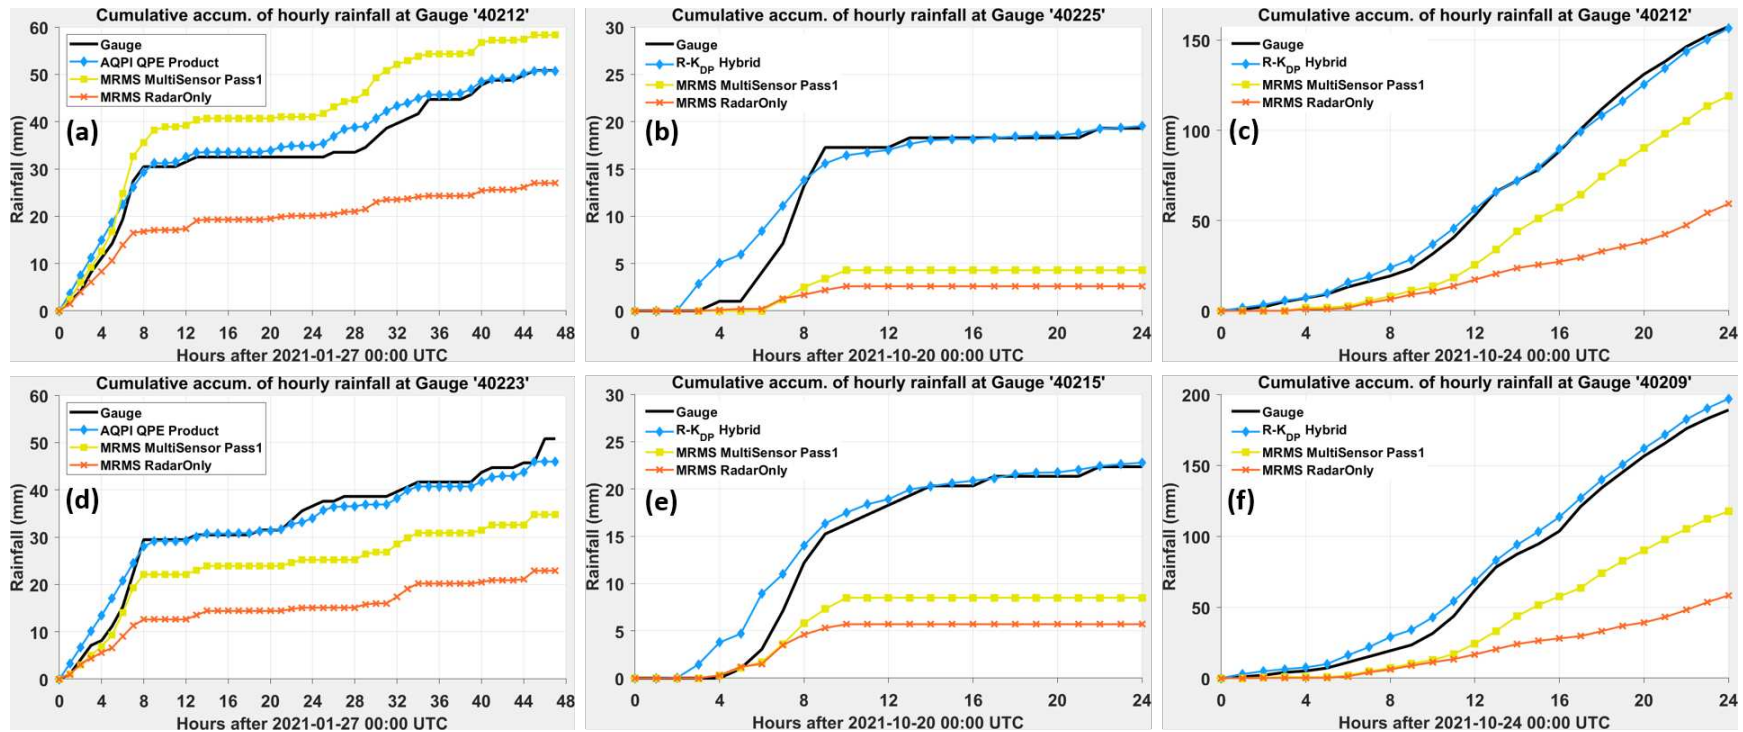 Cumulative accum. of hourly rainfall at Gauge '40212'
60
50
40
30
20
10
0
Rainfall (mm)
Gauge
AQPI QPE Product
MRMS MultiSensor Pass1
MRMS RadarOnly
(a)
0 4 8 12 16 20 24 28 32 36 40 44 48
Hours after 2021-01-27 00:00 UTC
Cumulative accum. of hourly rainfall at Gauge '40225'
30
25
20
15
10
5
0
Rainfall (mm)
Gauge
R-KDP Hybrid
MRMS MultiSensor Pass1
MRMS RadarOnly
(b)
0 4 8 12 16 20 24
Hours after 2021-10-20 00:00 UTC
Cumulative accum. of hourly rainfall at Gauge '40212'
150
100
50
0
Rainfall (mm)
Gauge
R-KDP Hybrid
MRMS MultiSensor Pass1
MRMS RadarOnly
(c)
0 4 8 12 16 20 24
Hours after 2021-10-24 00:00 UTC
Cumulative accum. of hourly rainfall at Gauge '40223'
60
50
40
30
20
10
0
Rainfall (mm)
Gauge
AQPI QPE Product
MRMS MultiSensor Pass1
MRMS RadarOnly
(d)
0 4 8 12 16 20 24 28 32 36 40 44 48
Hours after 2021-01-27 00:00 UTC
Cumulative accum. of hourly rainfall at Gauge '40215'
30
25
20
15
10
5
0
Rainfall (mm)
Gauge
R-KDP Hybrid
MRMS MultiSensor Pass1
MRMS RadarOnly
(e)
0 4 8 12 16 20 24
Hours after 2021-10-20 00:00 UTC
Cumulative accum. of hourly rainfall at Gauge '40209'
200
150
100
50
0
Rainfall (mm)
Gauge
R-KDP Hybrid
MRMS MultiSensor Pass1
MRMS RadarOnly
(f)
0 4 8 12 16 20 24
Hours after 2021-10-24 00:00 UTC